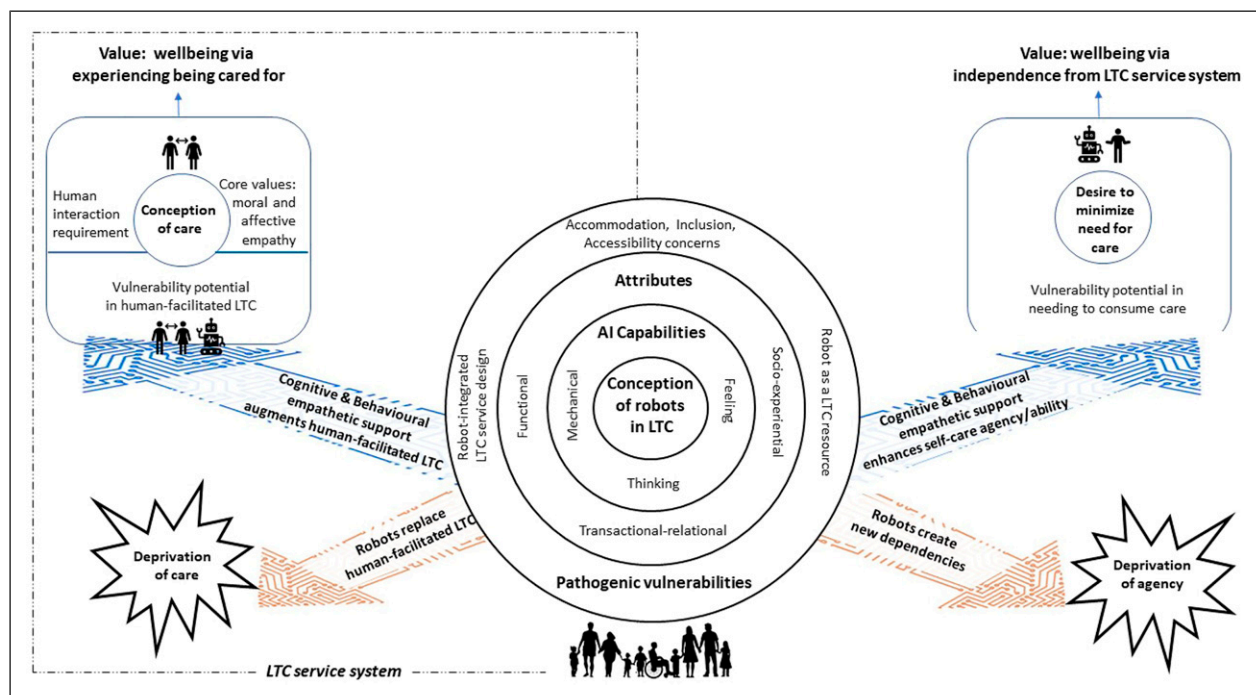 Value: wellbeing via
experiencing being cared for
Human
interaction
requirement
Conception
of care
Core values:
moral and
affective
empathy
Vulnerability potential
in human-facilitated LTC
Value: wellbeing via
independence from LTC service system
Desire to
minimize
need for
care
Vulnerability potential in
needing to consume care
Accommodation, Inclusion,
Accessibility concerns
Attributes
AI Capabilities
Conception
of robots
in LTC
Robot-integrated
LTC service design
Functional
Mechanical
Feeling
Socio-experiential
Robot as a LTC resource
Thinking
Transactional-relational
Pathogenic vulnerabilities
Cognitive & Behavioural
empathetic support
augments human-facilitated LTC
Cognitive & Behavioural
empathetic support
enhances self-care agency/ability
Robots replace
human-facilitated LTC
Robots create
new dependencies
Deprivation
of care
Deprivation
of agency
LTC service system